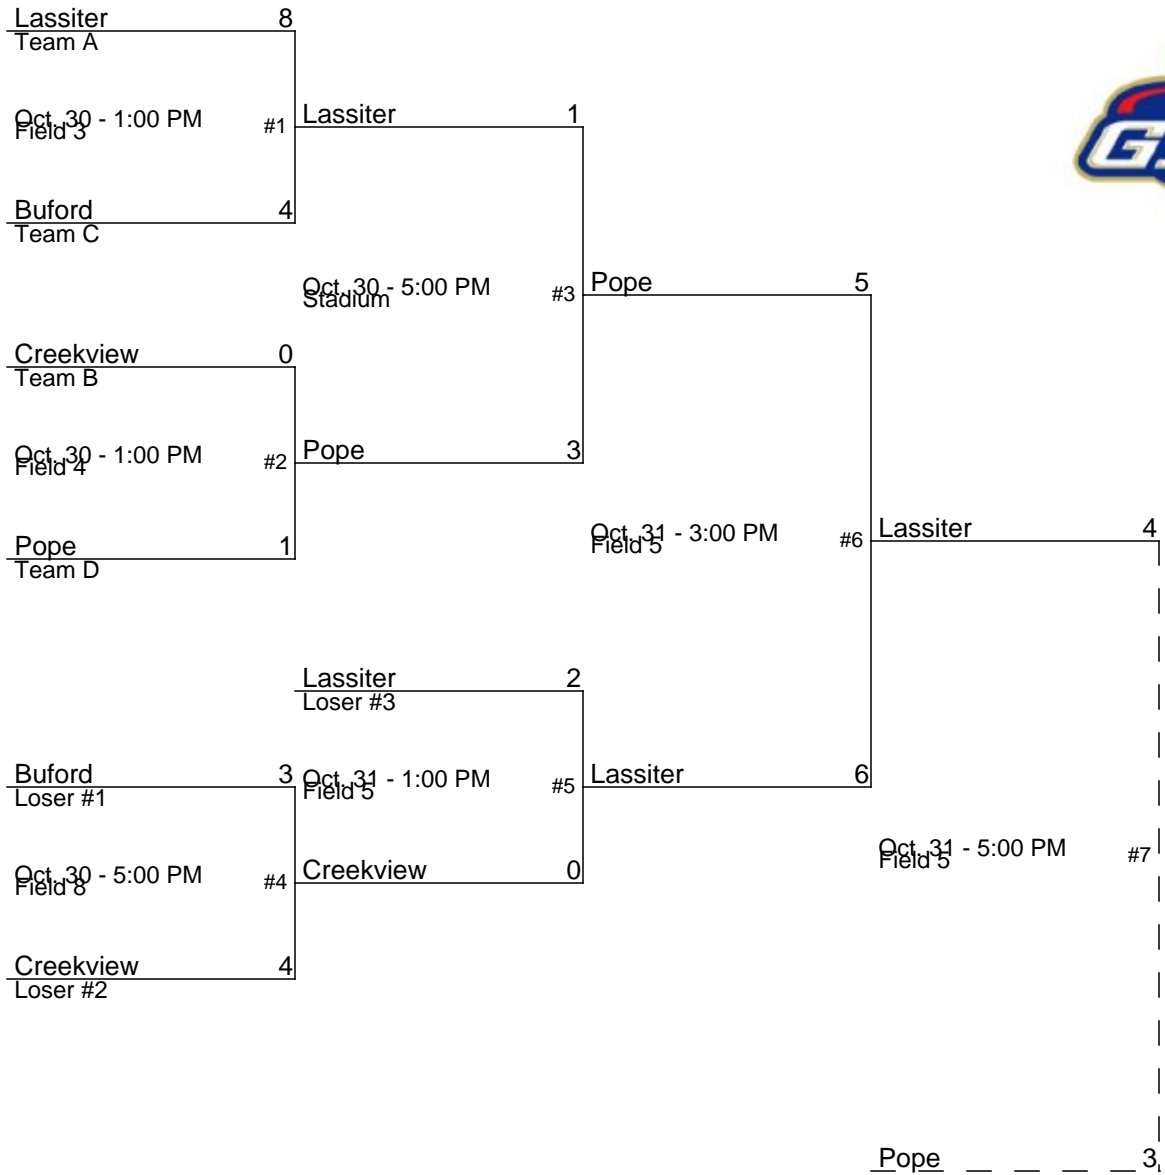 Lassiter 8
Team A
Oct. 30 - 1:00 PM
Field 3
#1
Buford 4
Team C
Lassiter 1
Oct. 30 - 5:00 PM
Stadium
#3
Creekview 0
Team B
Oct. 30 - 1:00 PM
Field 4
#2
Pope 1
Team D
Pope 3
Pope 5
Oct. 31 - 3:00 PM
Field 5
#6
Lassiter 2
Loser #3
Oct. 31 - 1:00 PM
Field 5
#5
Buford 3
Loser #1
Oct. 30 - 5:00 PM
Field 8
#4
Creekview 4
Loser #2
Creekview 0
Lassiter 6
Lassiter 4
Oct. 31 - 5:00 PM
Field 5
#7
Pope 3